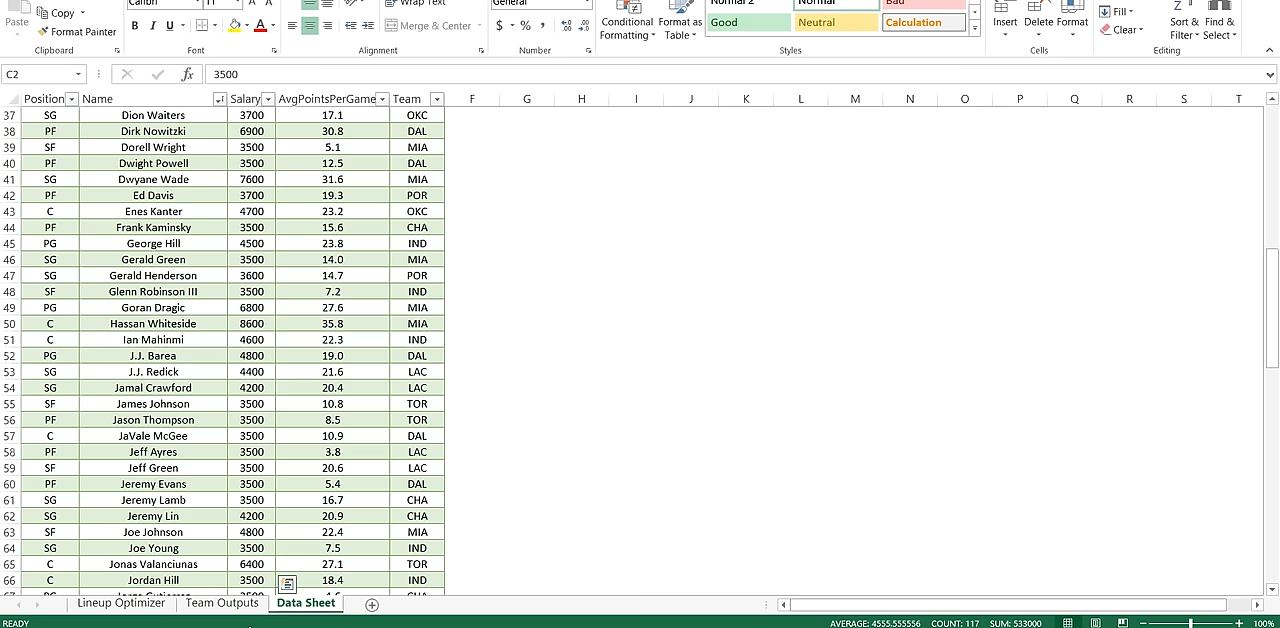 Calibri 11 A A Wrap Text General Normal 2 Normal Bad
Paste Copy Format Painter B I U A Merge & Center $ % , Conditional Formatting Format as Table Good Neutral Calculation Insert Delete Format Fill Clear Sort & Filter Find & Select
Clipboard Font Alignment Number Styles Cells Editing
C2 fx 3500
Position Name Salary AvgPointsPerGame Team F G H I J K L M N O P Q R S T
37 SG Dion Waiters 3700 17.1 OKC
38 PF Dirk Nowitzki 6900 30.8 DAL
39 SF Dorell Wright 3500 5.1 MIA
40 PF Dwight Powell 3500 12.5 DAL
41 SG Dwyane Wade 7600 31.6 MIA
42 PF Ed Davis 3700 19.3 POR
43 C Enes Kanter 4700 23.2 OKC
44 PF Frank Kaminsky 3500 15.6 CHA
45 PG George Hill 4500 23.8 IND
46 SG Gerald Green 3500 14.0 MIA
47 SG Gerald Henderson 3600 14.7 POR
48 SF Glenn Robinson III 3500 7.2 IND
49 PG Goran Dragic 6800 27.6 MIA
50 C Hassan Whiteside 8600 35.8 MIA
51 C Ian Mahinmi 4600 22.3 IND
52 PG J.J. Barea 4800 19.0 DAL
53 SG J.J. Redick 4400 21.6 LAC
54 SG Jamal Crawford 4200 20.4 LAC
55 SF James Johnson 3500 10.8 TOR
56 PF Jason Thompson 3500 8.5 TOR
57 C JaVale McGee 3500 10.9 DAL
58 PF Jeff Ayres 3500 3.8 LAC
59 SF Jeff Green 3500 20.6 LAC
60 PF Jeremy Evans 3500 5.4 DAL
61 SG Jeremy Lamb 3500 16.7 CHA
62 SG Jeremy Lin 4200 20.9 CHA
63 SF Joe Johnson 4800 22.4 MIA
64 SG Joe Young 3500 7.5 IND
65 C Jonas Valanciunas 6400 27.1 TOR
66 C Jordan Hill 3500 18.4 IND
Lineup Optimizer Team Outputs Data Sheet
READY AVERAGE: 4555.555556 COUNT: 117 SUM: 533000 100%